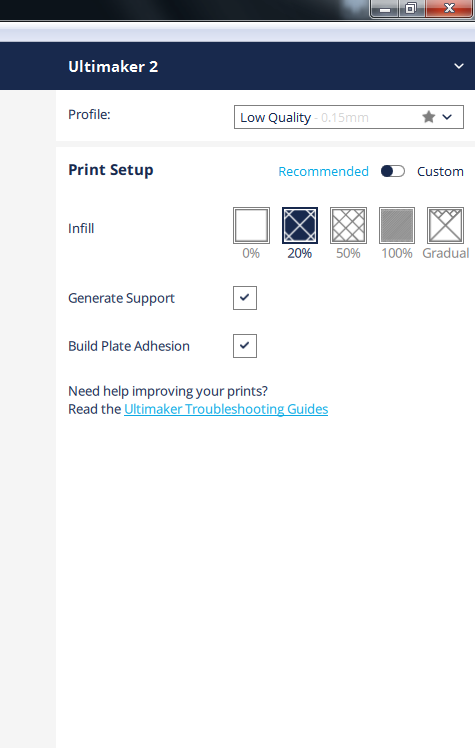 Ultimaker 2
Profile: Low Quality - 0.15mm
Print Setup Recommended Custom
Infill
0% 20% 50% 100% Gradual
Generate Support
Build Plate Adhesion
Need help improving your prints?
Read the Ultimaker Troubleshooting Guides